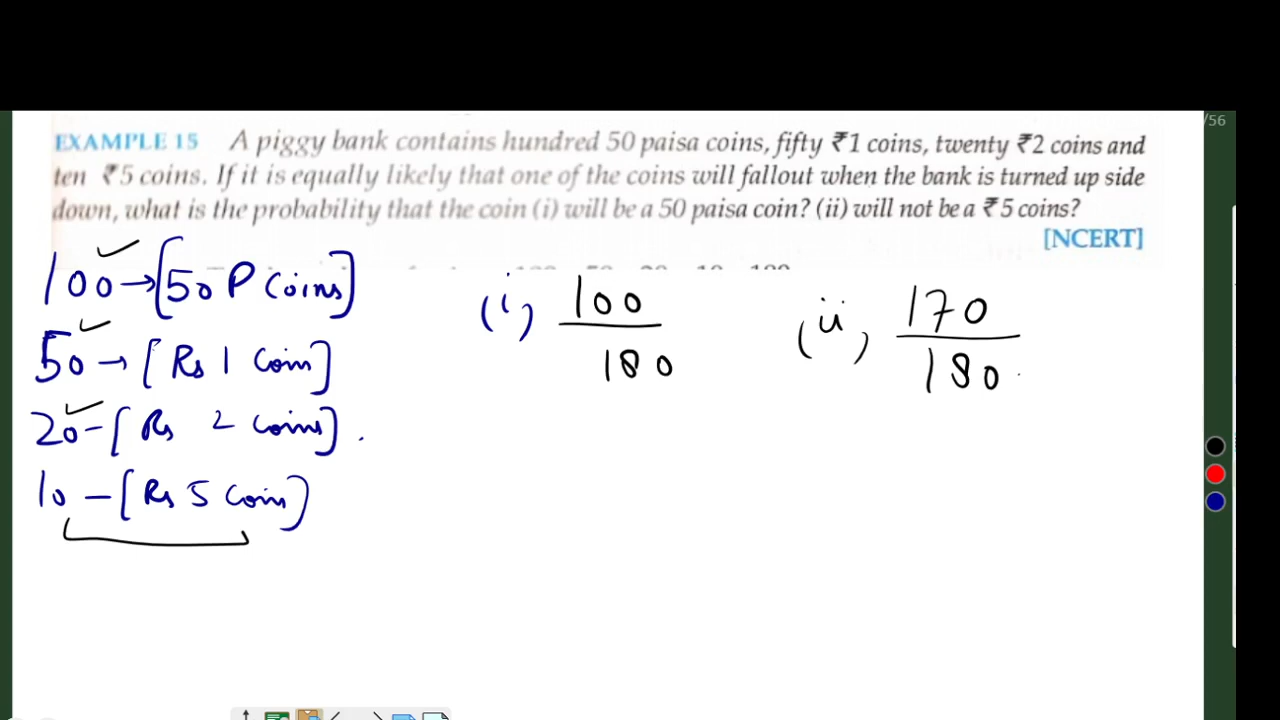 /56
EXAMPLE 15 A piggy bank contains hundred 50 paisa coins, fifty ₹1 coins, twenty ₹2 coins and
ten ₹5 coins. If it is equally likely that one of the coins will fallout when the bank is turned up side
down, what is the probability that the coin (i) will be a 50 paisa coin? (ii) will not be a ₹5 coins?
[NCERT]
100 → [50 P Coins]
50 → [Rs 1 Coin]
20 - [Rs 2 Coins].
10 - [Rs 5 Coin]
(i) 100
180
(ii) 170
180